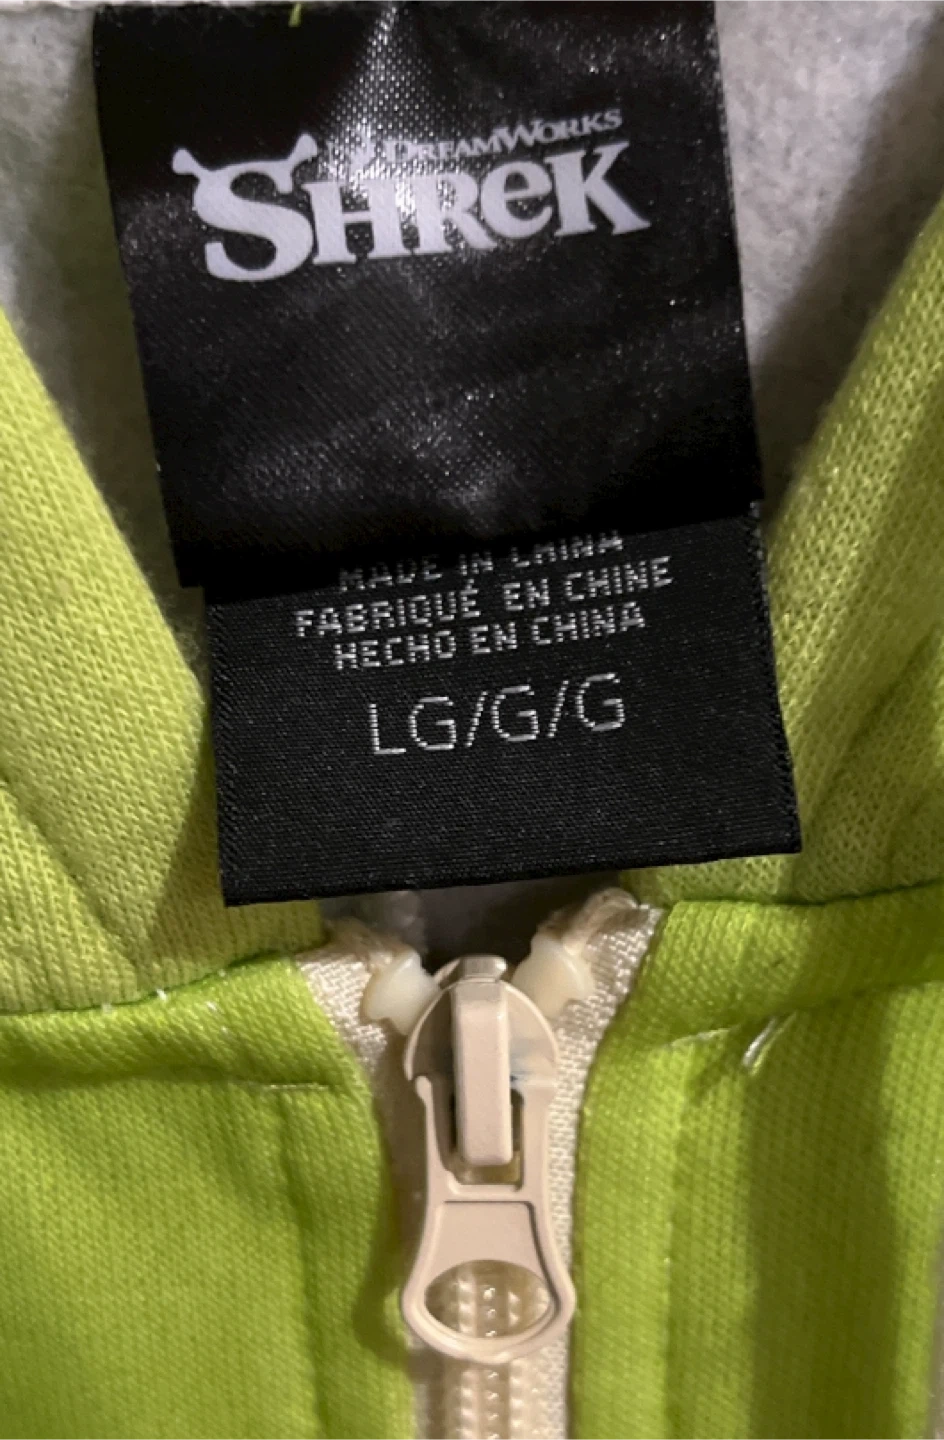 DREAMWORKS
SHREK
MADE IN CHINA
FABRIQUÉ EN CHINE
HECHO EN CHINA
LG/G/G